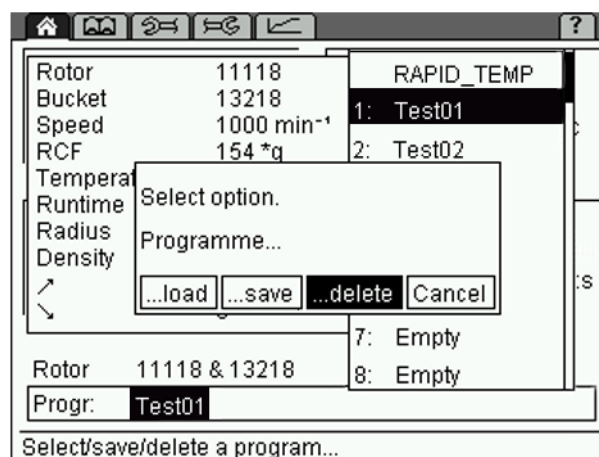 ?
Rotor 11118
Bucket 13218
Speed 1000 min⁻¹
RCF 154 *g
Temperat
Runtime
Radius
Density
RAPID_TEMP
1: Test01
2: Test02
Select option.
Programme...
...load ...save ...delete Cancel
:s
7: Empty
8: Empty
Rotor 11118 & 13218
Progr: Test01
Select/save/delete a program...